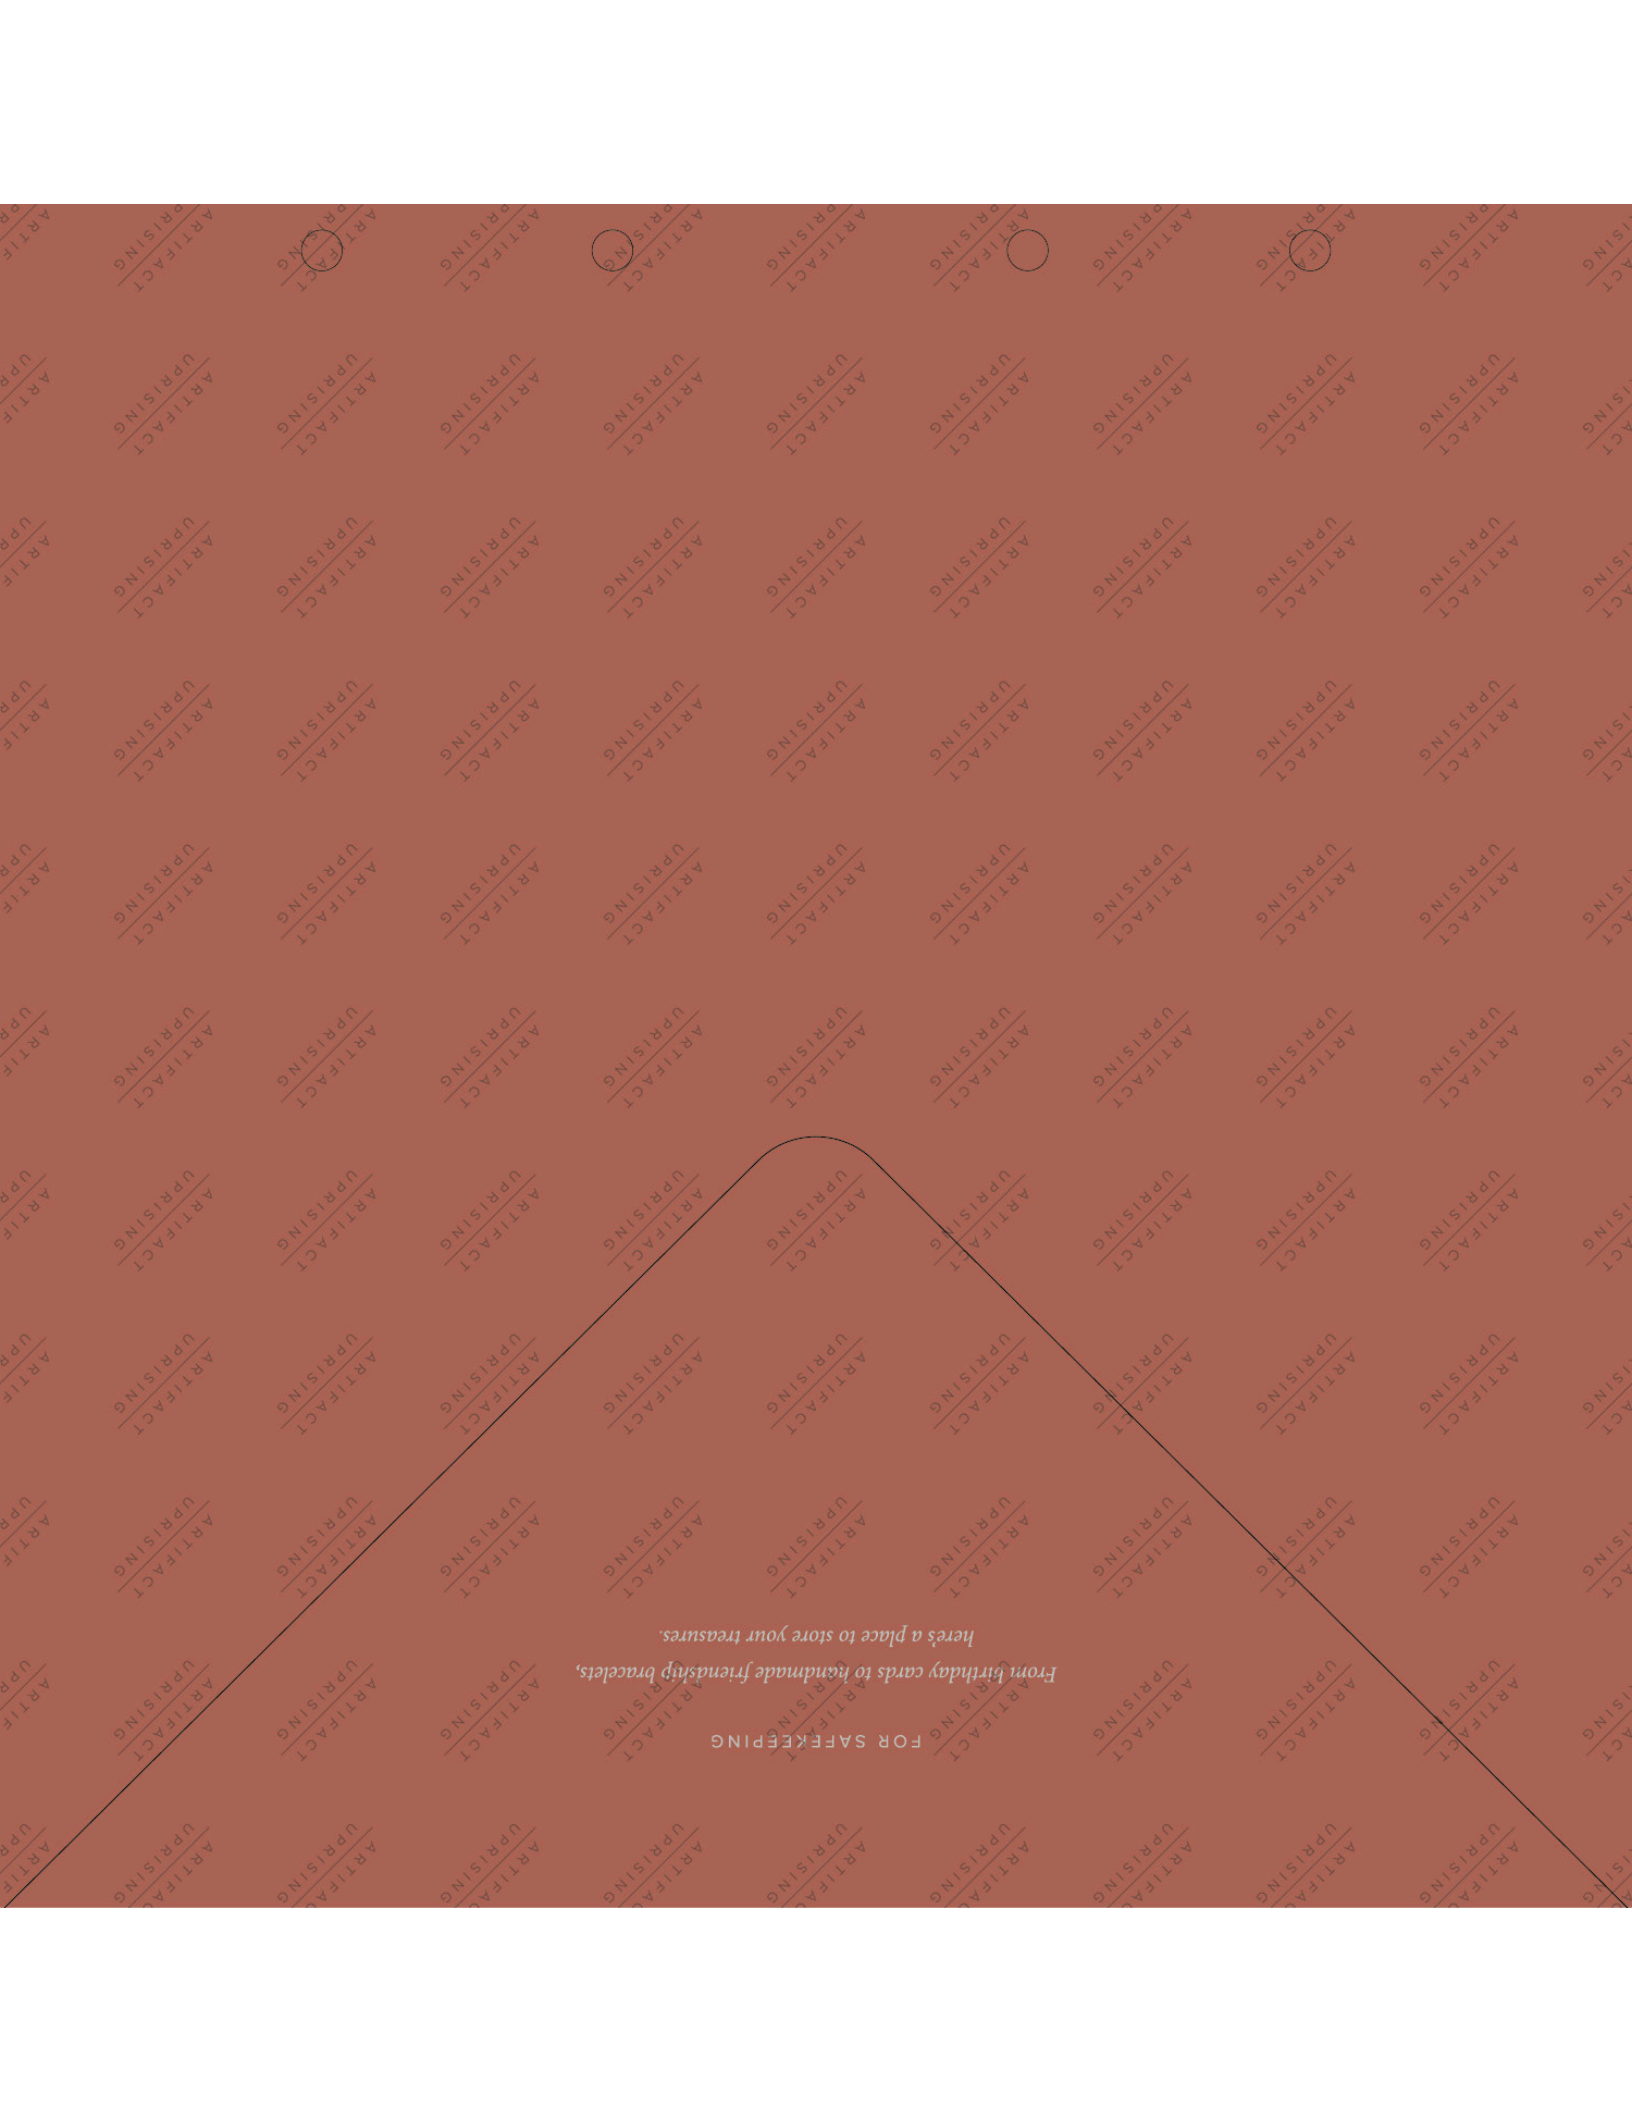 FOR SAFEKEEPING
From birthday cards to handmade friendship bracelets,
here's a place to store your treasures.
ARTIFACT
UPRISING